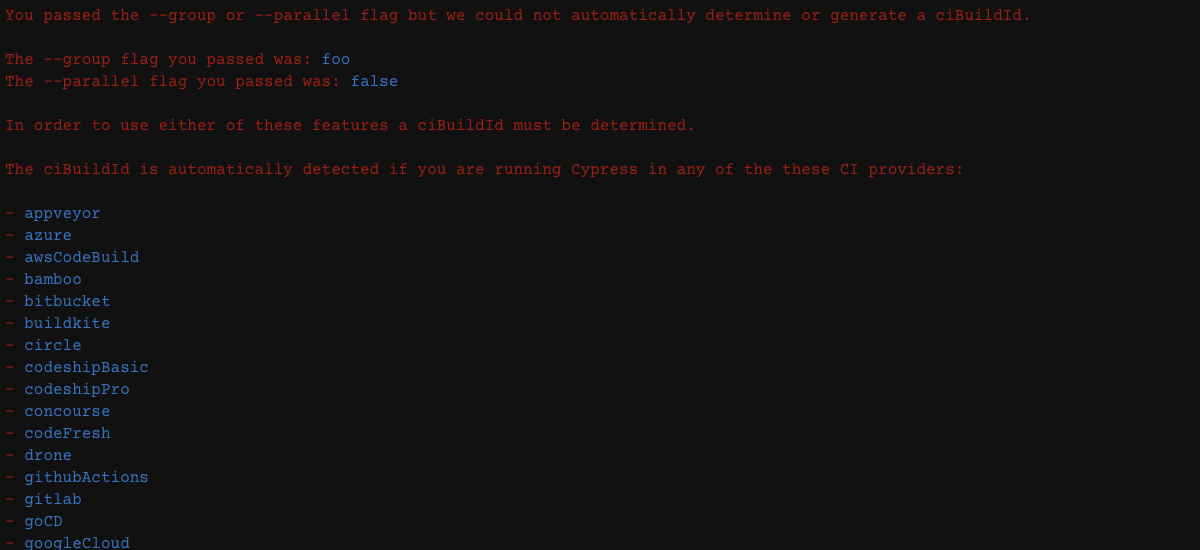 You passed the --group or --parallel flag but we could not automatically determine or generate a ciBuildId.
The --group flag you passed was: foo
The --parallel flag you passed was: false
In order to use either of these features a ciBuildId must be determined.
The ciBuildId is automatically detected if you are running Cypress in any of the these CI providers:
- appveyor
- azure
- awsCodeBuild
- bamboo
- bitbucket
- buildkite
- circle
- codeshipBasic
- codeshipPro
- concourse
- codeFresh
- drone
- githubActions
- gitlab
- goCD
- googleCloud